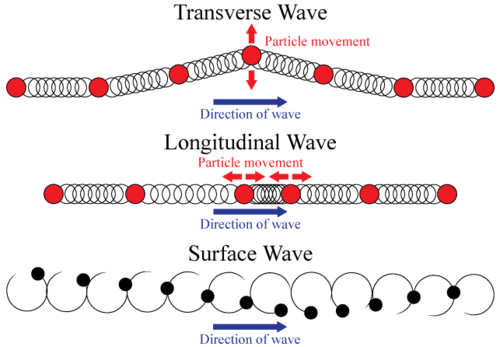 Transverse Wave
Particle movement
Direction of wave
Longitudinal Wave
Particle movement
Direction of wave
Surface Wave
Direction of wave